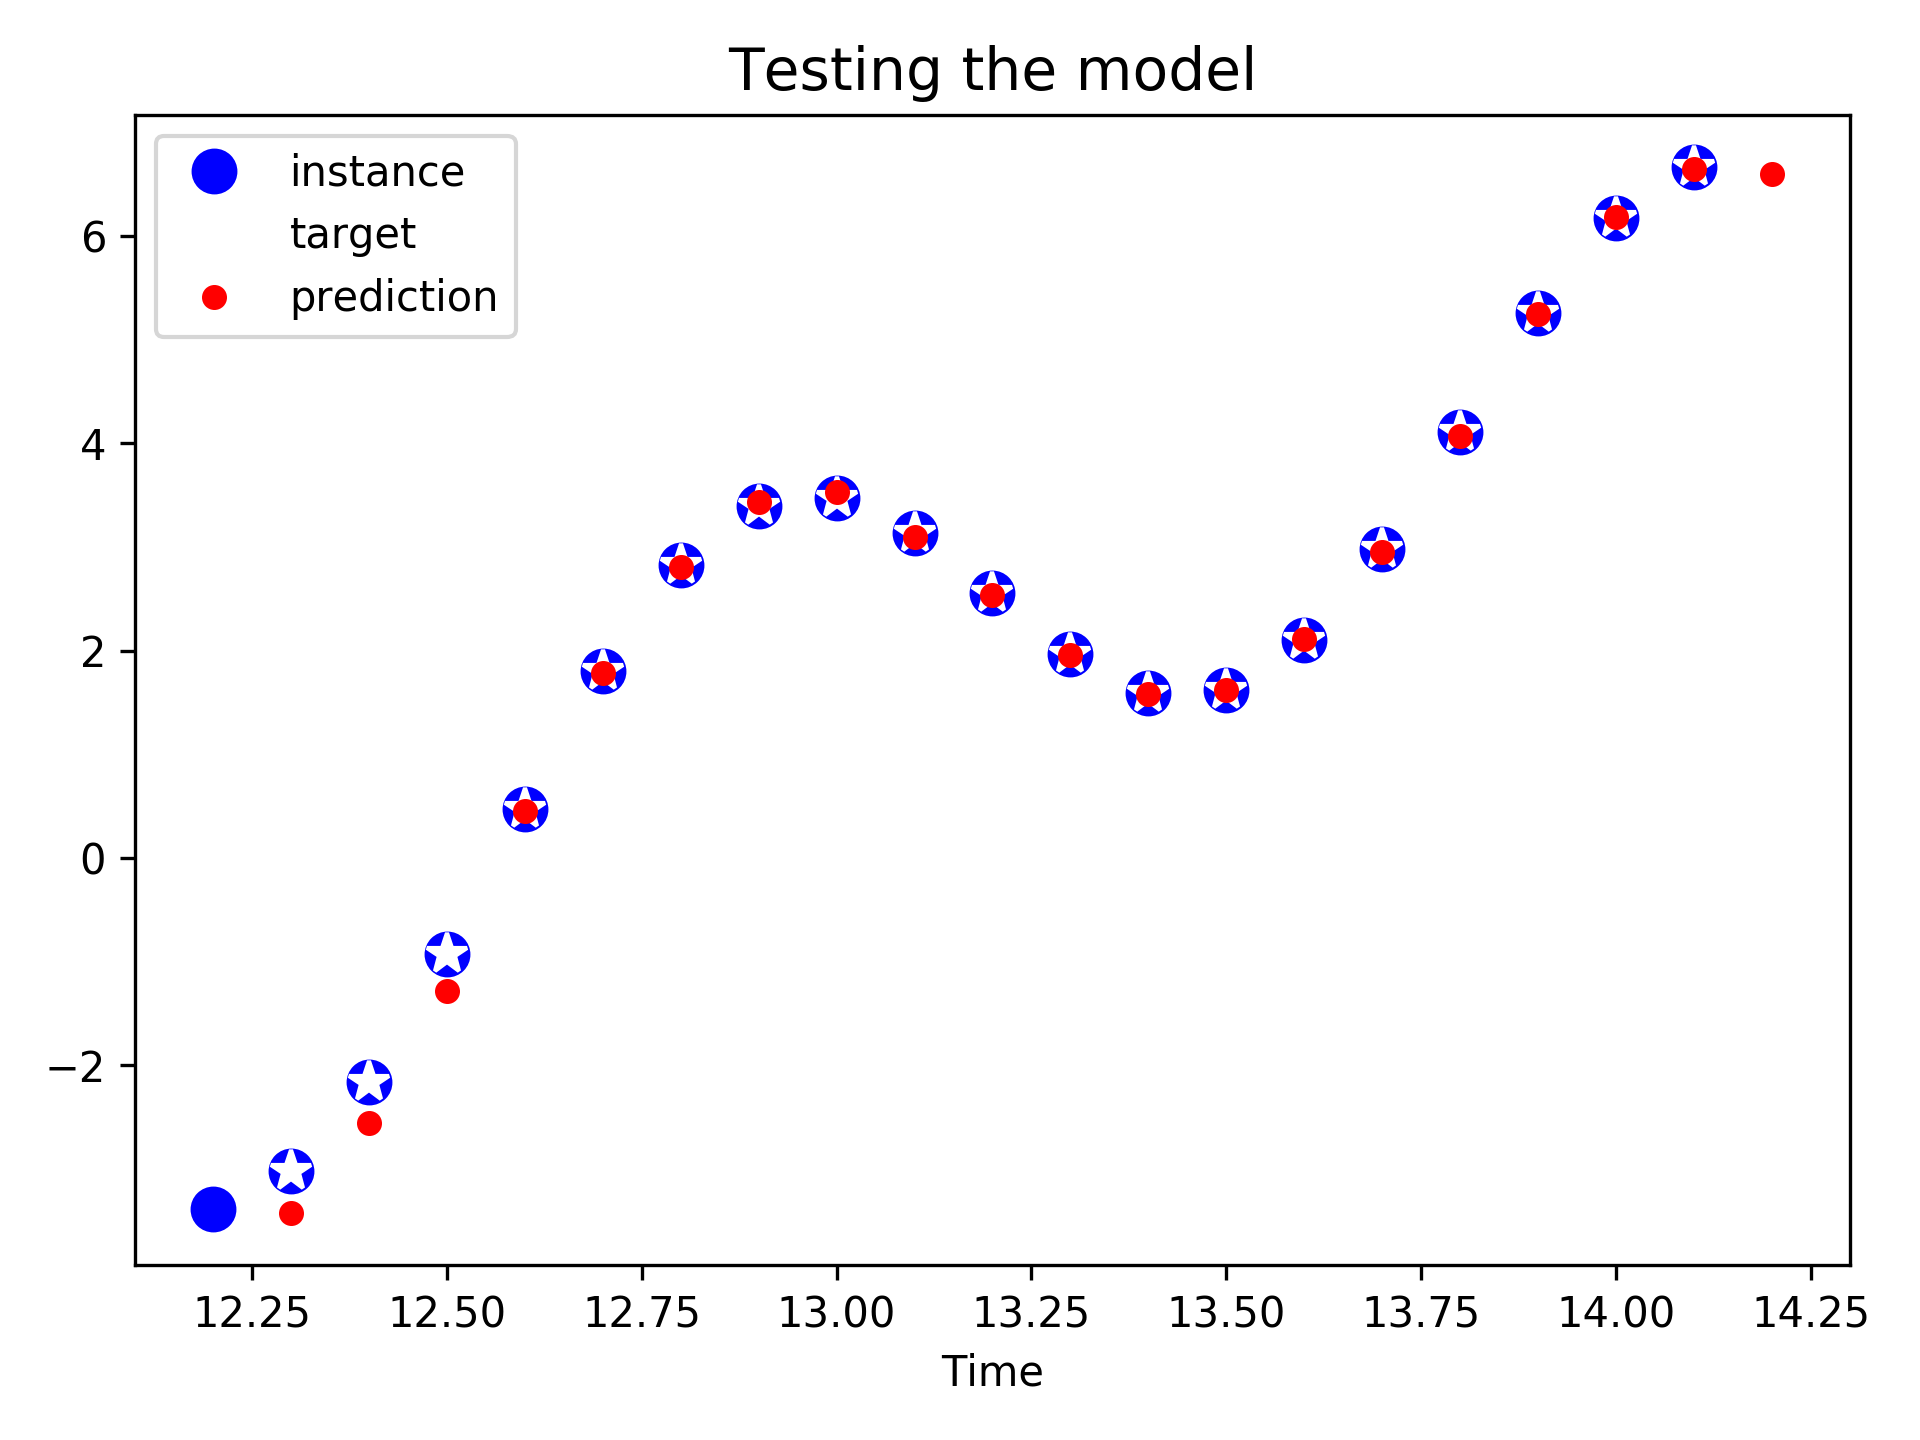 Testing the model
instance
target
prediction
6
4
2
0
−2
12.25 12.50 12.75 13.00 13.25 13.50 13.75 14.00 14.25
Time